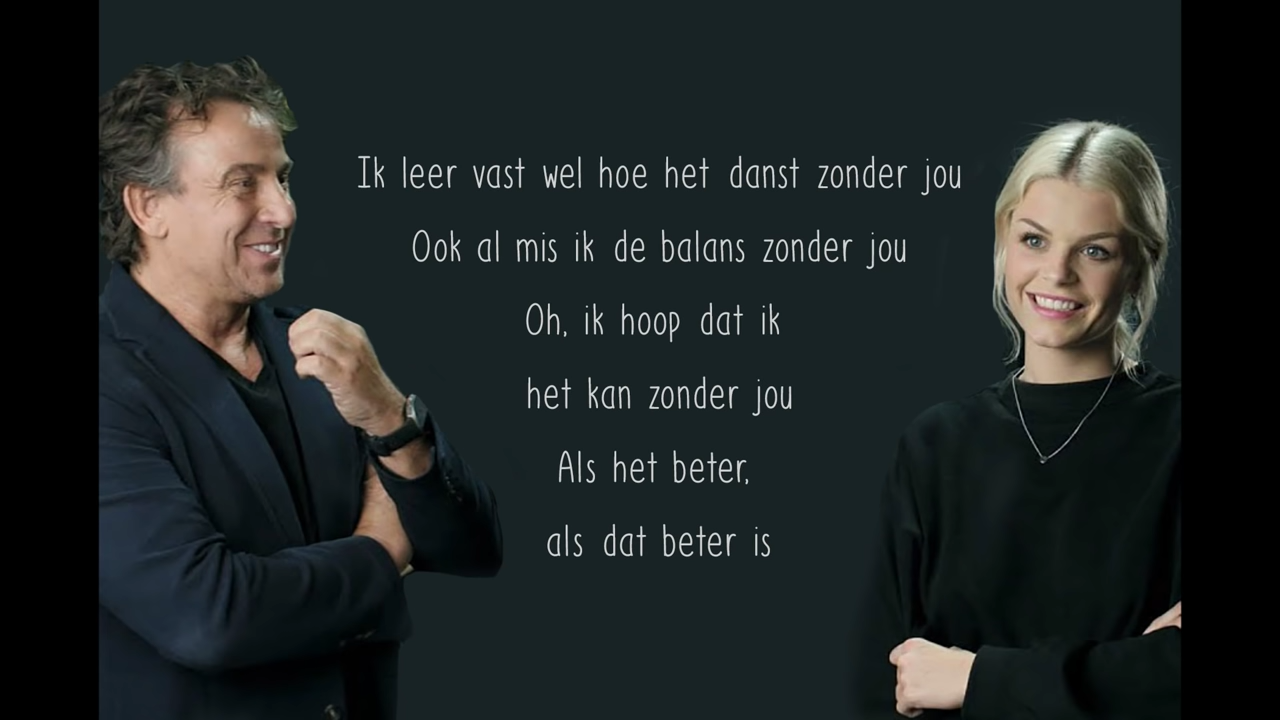 Ik leer vast wel hoe het danst zonder jou
Ook al mis ik de balans zonder jou
Oh, ik hoop dat ik
het kan zonder jou
Als het beter,
als dat beter is